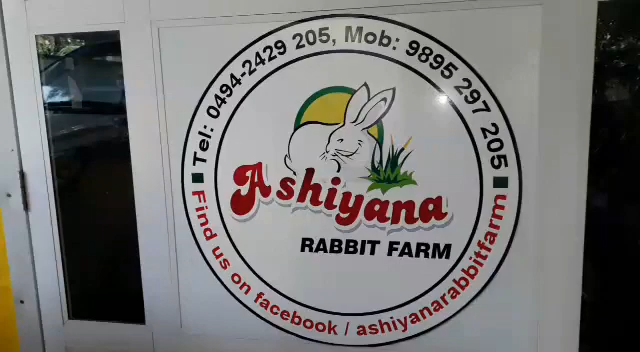 Tel: 0494-2429 205, Mob: 9895 297 205
Ashiyana
RABBIT FARM
Find us on facebook / ashiyanarabbitfarm